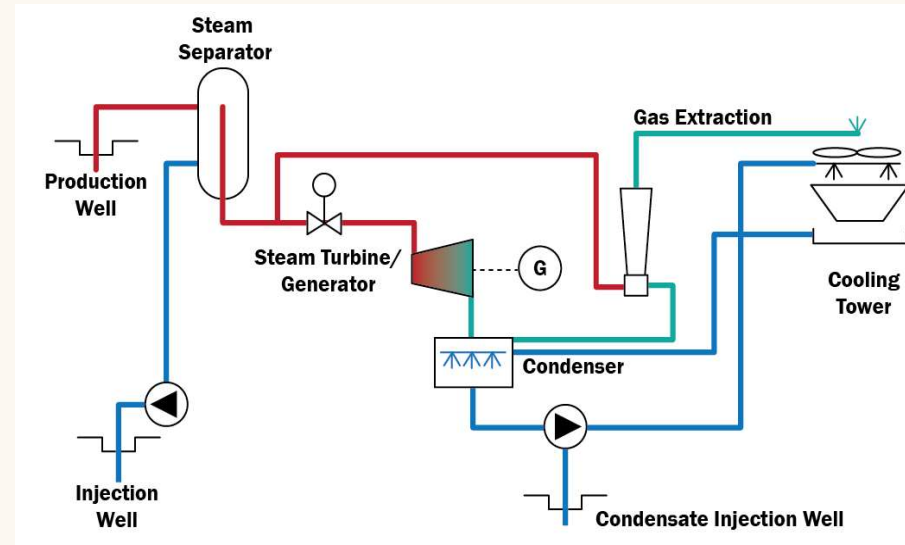 Steam
Separator
Gas Extraction
Production
Well
Steam Turbine/
Generator
G
Cooling
Tower
Condenser
Injection
Well
Condensate Injection Well